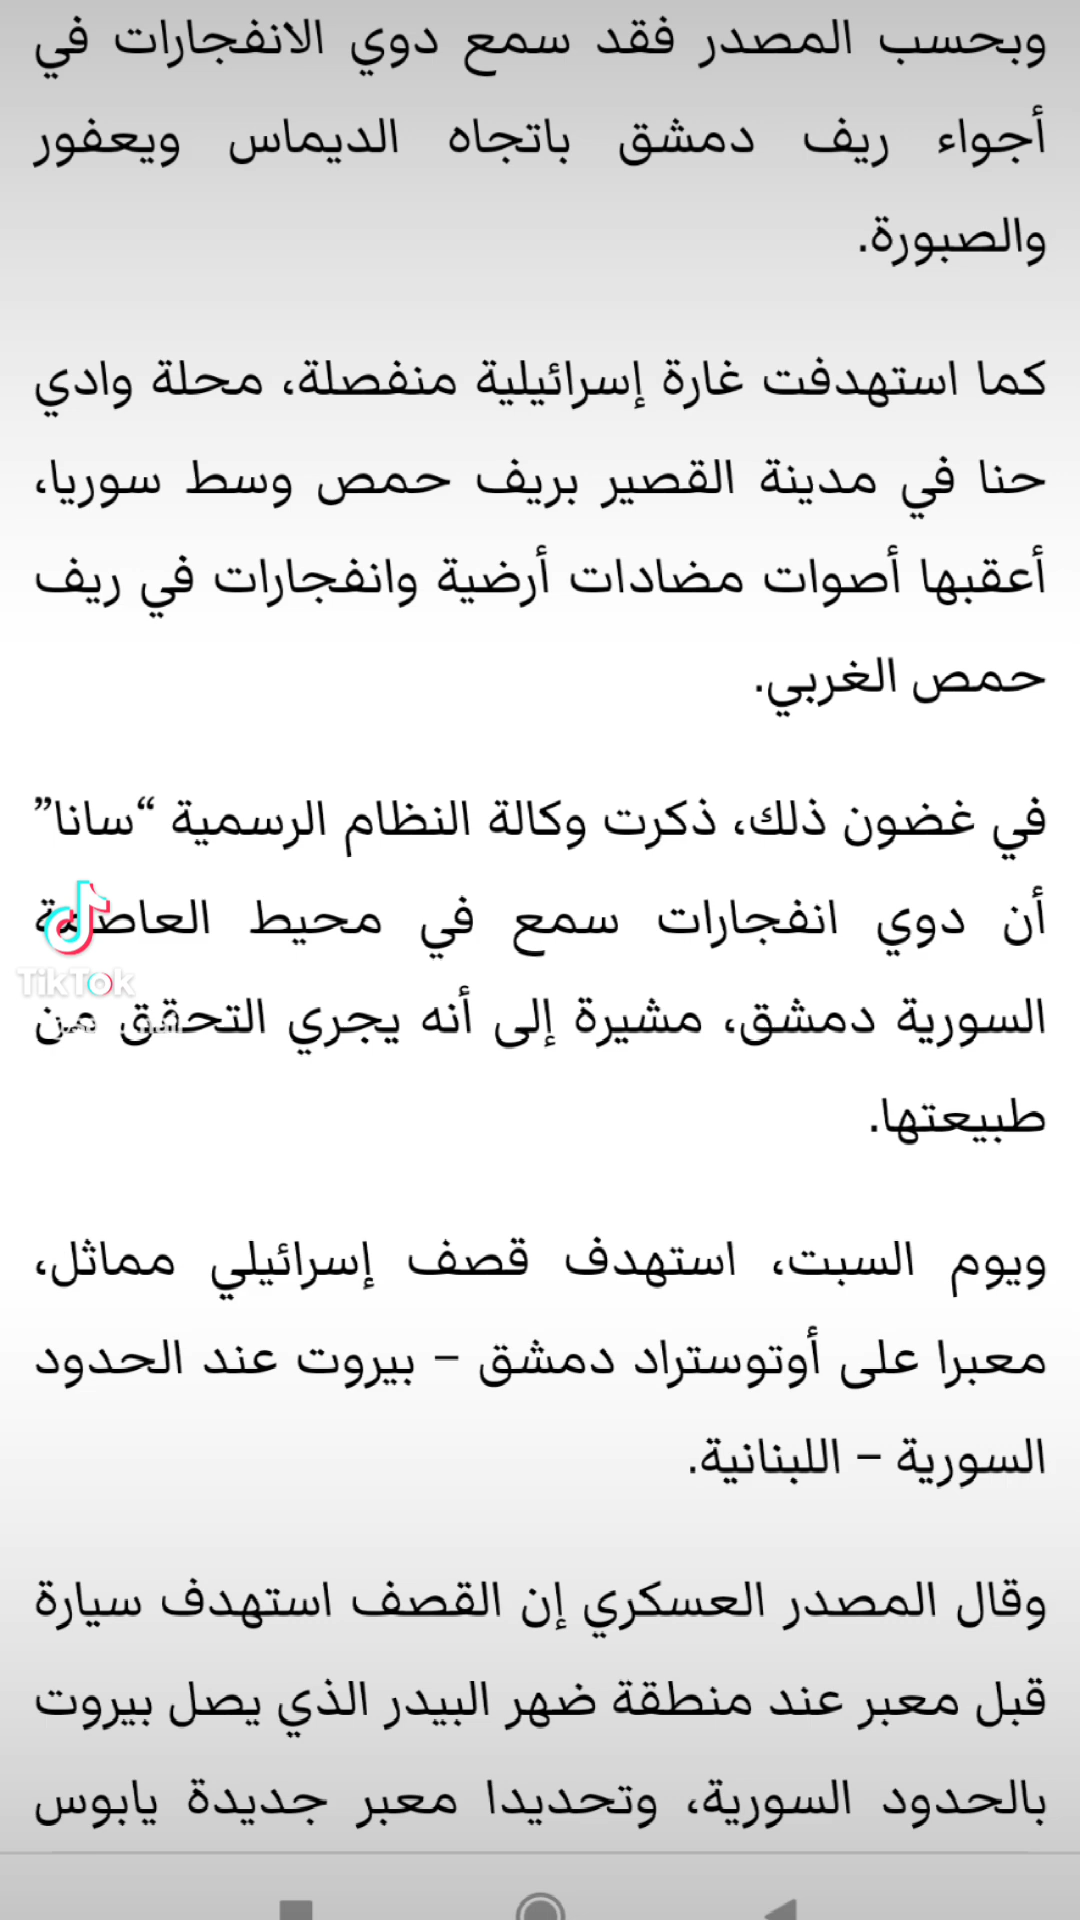 وبحسب المصدر فقد سمع دوي الانفجارات في
أجواء ريف دمشق باتجاه الديماس ويعفور
والصبورة.
كما استهدفت غارة إسرائيلية منفصلة، محلة وادي
حنا في مدينة القصير بريف حمص وسط سوريا،
أعقبها أصوات مضادات أرضية وانفجارات في ريف
حمص الغربي.
في غضون ذلك، ذكرت وكالة النظام الرسمية “سانا”
أن دوي انفجارات سمع في محيط العاصمة
السورية دمشق، مشيرة إلى أنه يجري التحقق من
طبيعتها.
ويوم السبت، استهدف قصف إسرائيلي مماثل،
معبرا على أوتوستراد دمشق – بيروت عند الحدود
السورية – اللبنانية.
وقال المصدر العسكري إن القصف استهدف سيارة
قبل معبر عند منطقة ضهر البيدر الذي يصل بيروت
بالحدود السورية، وتحديدا معبر جديدة يابوس
TikTok